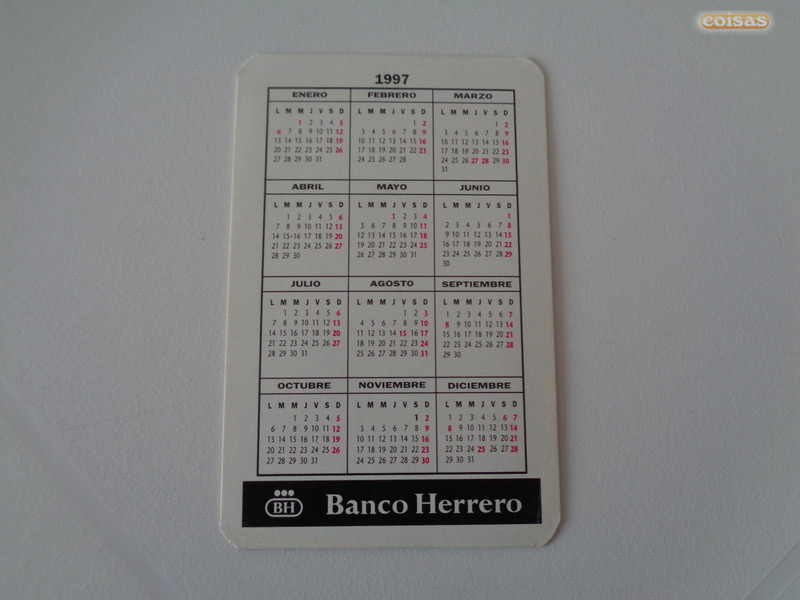 coisas
1997
ENERO
L M M J V S D
1 2 3 4 5
6 7 8 9 10 11 12
13 14 15 16 17 18 19
20 21 22 23 24 25 26
27 28 29 30 31
FEBRERO
L M M J V S D
1 2
3 4 5 6 7 8 9
10 11 12 13 14 15 16
17 18 19 20 21 22 23
24 25 26 27 28
MARZO
L M M J V S D
1 2
3 4 5 6 7 8 9
10 11 12 13 14 15 16
17 18 19 20 21 22 23
24 25 26 27 28 29 30
31
ABRIL
L M M J V S D
1 2 3 4 5 6
7 8 9 10 11 12 13
14 15 16 17 18 19 20
21 22 23 24 25 26 27
28 29 30
MAYO
L M M J V S D
1 2 3 4
5 6 7 8 9 10 11
12 13 14 15 16 17 18
19 20 21 22 23 24 25
26 27 28 29 30 31
JUNIO
L M M J V S D
1
2 3 4 5 6 7 8
9 10 11 12 13 14 15
16 17 18 19 20 21 22
23 24 25 26 27 28 29
30
JULIO
L M M J V S D
1 2 3 4 5 6
7 8 9 10 11 12 13
14 15 16 17 18 19 20
21 22 23 24 25 26 27
28 29 30 31
AGOSTO
L M M J V S D
1 2 3
4 5 6 7 8 9 10
11 12 13 14 15 16 17
18 19 20 21 22 23 24
25 26 27 28 29 30 31
SEPTIEMBRE
L M M J V S D
1 2 3 4 5 6 7
8 9 10 11 12 13 14
15 16 17 18 19 20 21
22 23 24 25 26 27 28
29 30
OCTUBRE
L M M J V S D
1 2 3 4 5
6 7 8 9 10 11 12
13 14 15 16 17 18 19
20 21 22 23 24 25 26
27 28 29 30 31
NOVIEMBRE
L M M J V S D
1 2
3 4 5 6 7 8 9
10 11 12 13 14 15 16
17 18 19 20 21 22 23
24 25 26 27 28 29 30
DICIEMBRE
L M M J V S D
1 2 3 4 5 6 7
8 9 10 11 12 13 14
15 16 17 18 19 20 21
22 23 24 25 26 27 28
29 30 31
BH Banco Herrero